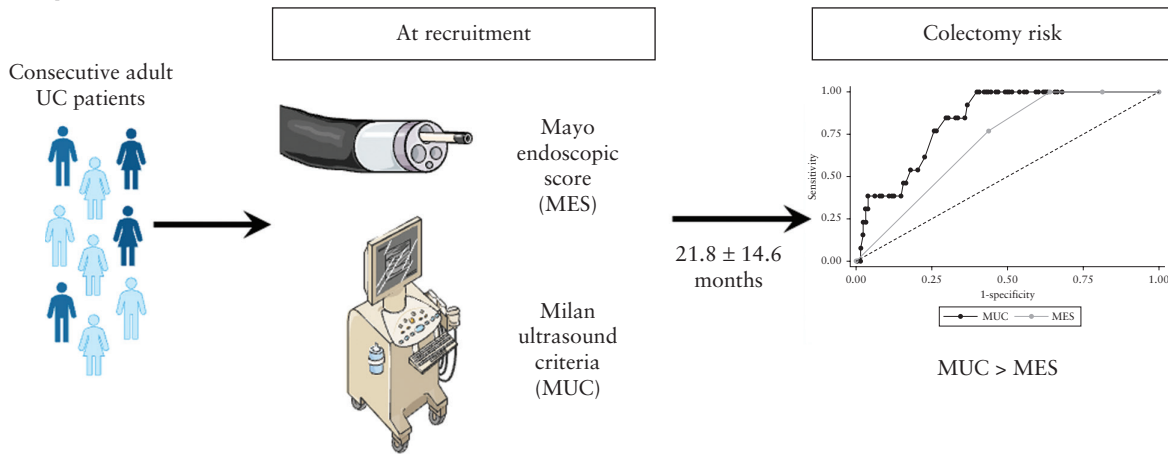 At recruitment
Colectomy risk
Consecutive adult
UC patients
Mayo
endoscopic
score
(MES)
Milan
ultrasound
criteria
(MUC)
21.8 ± 14.6
months
1.00
0.75
0.50
0.25
0.00
Sensitivity
0.00 0.25 0.50 0.75 1.00
1-specificity
MUC MES
MUC > MES